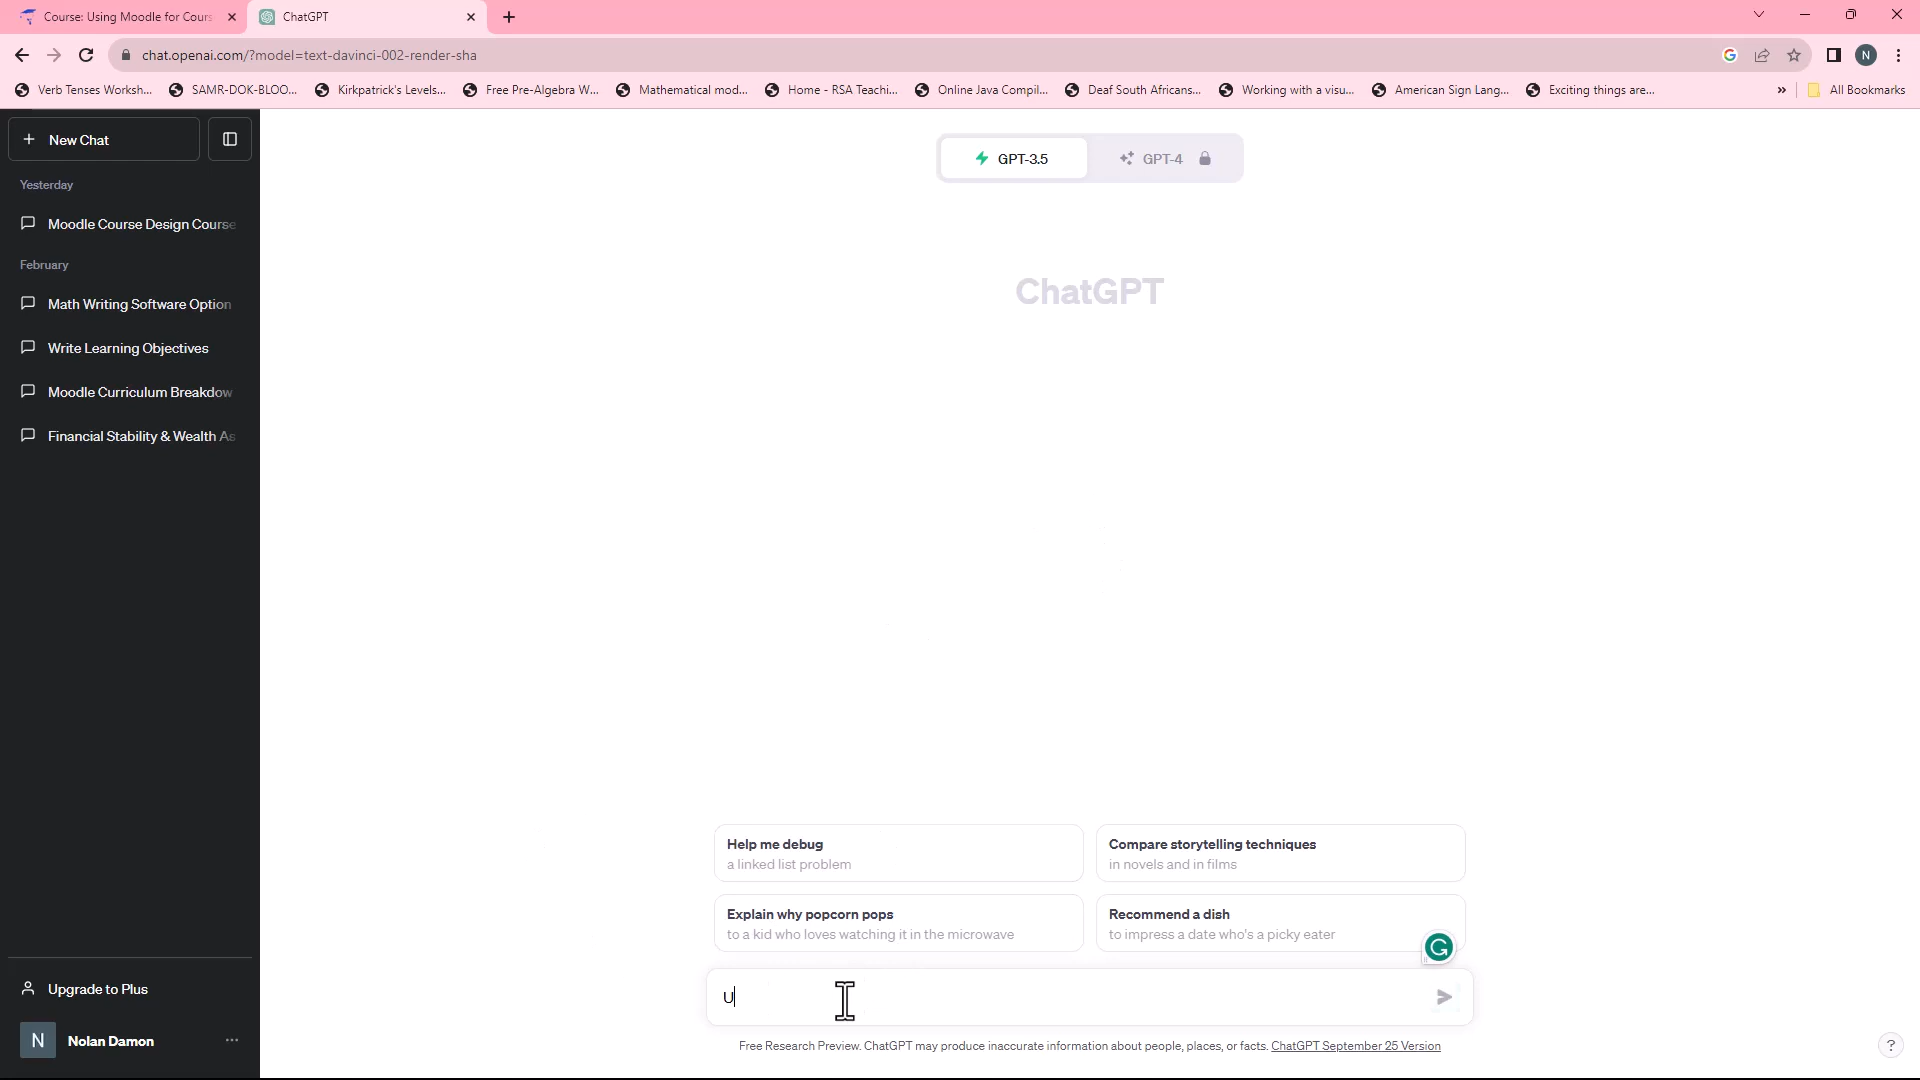 Course: Using Moodle for Cours
ChatGPT
chat.openai.com/?model=text-davinci-002-render-sha
N
Verb Tenses Worksh...
SAMR-DOK-BLOO...
Kirkpatrick's Levels...
Free Pre-Algebra W...
Mathematical mod...
Home - RSA Teachi...
Online Java Compil...
Deaf South Africans...
Working with a visu...
American Sign Lang...
Exciting things are...
»
All Bookmarks
New Chat
GPT-3.5
GPT-4
Yesterday
Moodle Course Design Course
February
Math Writing Software Option
Write Learning Objectives
Moodle Curriculum Breakdow
Financial Stability & Wealth As
ChatGPT
Help me debug
a linked list problem
Compare storytelling techniques
in novels and in films
Explain why popcorn pops
to a kid who loves watching it in the microwave
Recommend a dish
to impress a date who's a picky eater
U
Upgrade to Plus
N
Nolan Damon
Free Research Preview. ChatGPT may produce inaccurate information about people, places, or facts. ChatGPT September 25 Version
?